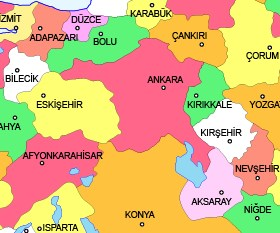 KARABÜK
İZMİT
DÜZCE
ADAPAZARI
BOLU
ÇANKIRI
ÇORUM
BİLECİK
ANKARA
ESKİŞEHİR
KIRIKKALE
YOZGA
AHYA
KIRŞEHİR
AFYONKARAHİSAR
NEVŞEHİR
AKSARAY
NİĞDE
KONYA
ISPARTA